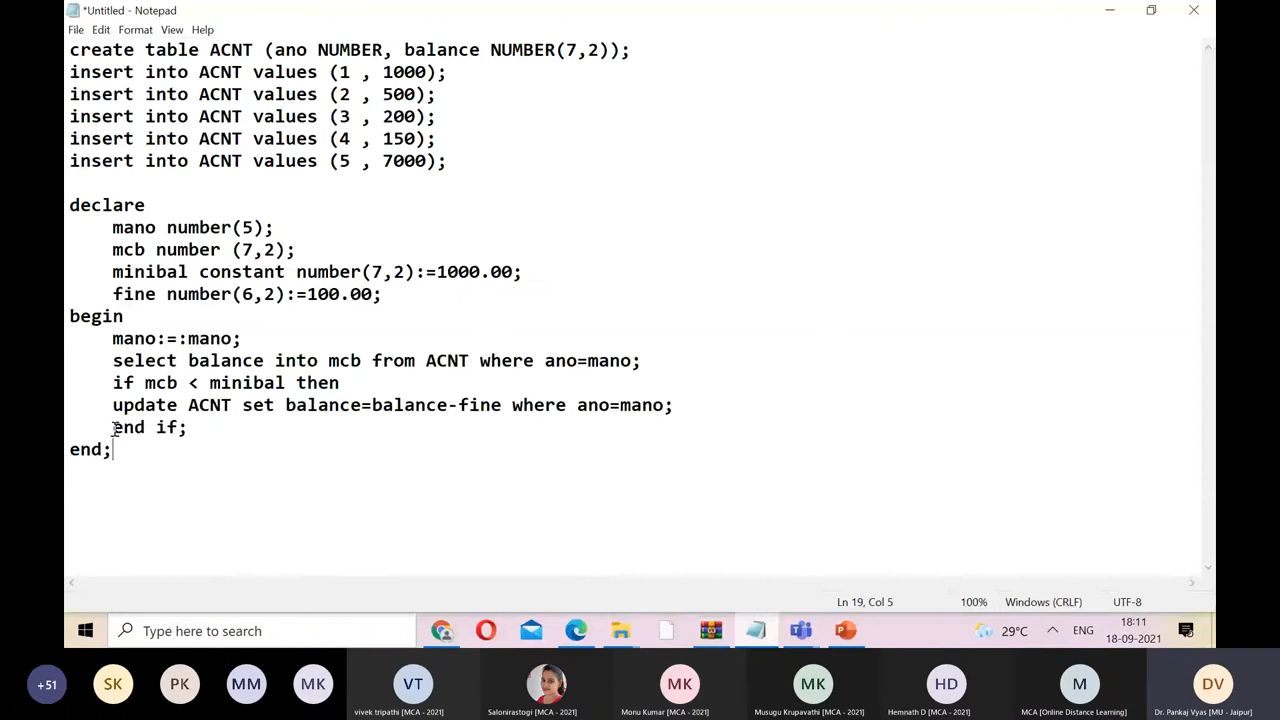 *Untitled - Notepad
File Edit Format View Help
create table ACNT (ano NUMBER, balance NUMBER(7,2));
insert into ACNT values (1 , 1000);
insert into ACNT values (2 , 500);
insert into ACNT values (3 , 200);
insert into ACNT values (4 , 150);
insert into ACNT values (5 , 7000);
declare
mano number(5);
mcb number (7,2);
minibal constant number(7,2):=1000.00;
fine number(6,2):=100.00;
begin
mano:=:mano;
select balance into mcb from ACNT where ano=mano;
if mcb < minibal then
update ACNT set balance=balance-fine where ano=mano;
end if;
end;
Ln 19, Col 5 100% Windows (CRLF) UTF-8
Type here to search 29°C ENG 18:11 18-09-2021
+51 SK PK MM MK VT MK MK HD M DV
vivek tripathi [MCA - 2021] Salonirastogi [MCA - 2021] Monu Kumar [MCA - 2021] Musugu Krupavathi [MCA - 2021] Hemnath D [MCA - 2021] MCA [Online Distance Learning] Dr. Pankaj Vyas [MU - Jaipur]